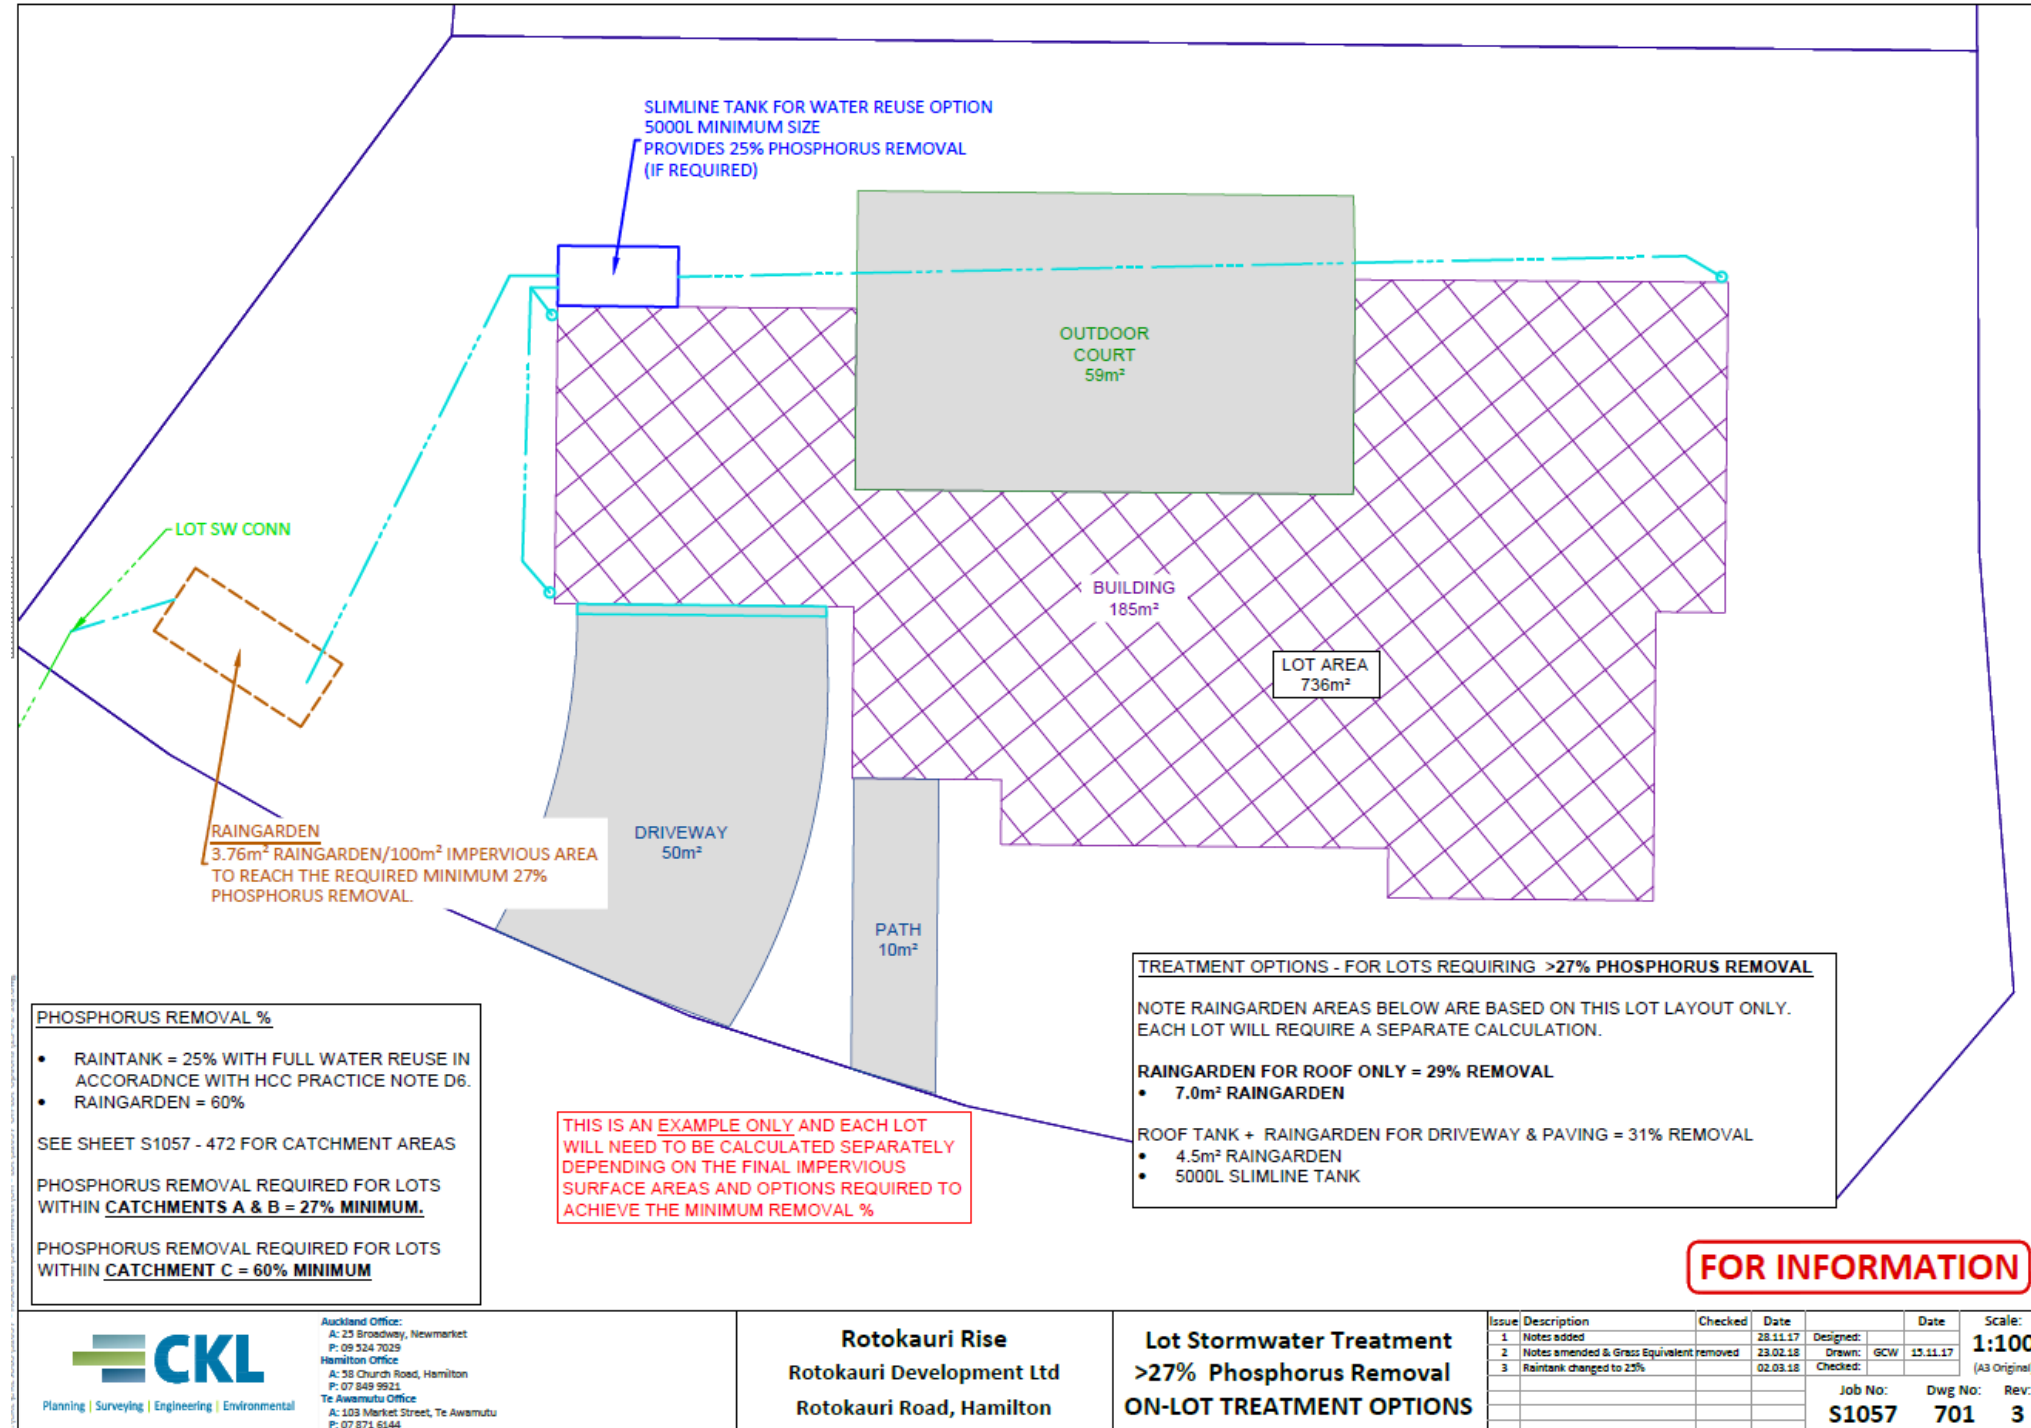 SLIMLINE TANK FOR WATER REUSE OPTION
5000L MINIMUM SIZE
PROVIDES 25% PHOSPHORUS REMOVAL
(IF REQUIRED)
OUTDOOR
COURT
59m²
LOT SW CONN
BUILDING
185m²
LOT AREA
736m²
RAINGARDEN
3.76m² RAINGARDEN/100m² IMPERVIOUS AREA
TO REACH THE REQUIRED MINIMUM 27%
PHOSPHORUS REMOVAL.
DRIVEWAY
50m²
PATH
10m²
PHOSPHORUS REMOVAL %
• RAINTANK = 25% WITH FULL WATER REUSE IN
ACCORADNCE WITH HCC PRACTICE NOTE D6.
• RAINGARDEN = 60%
SEE SHEET S1057 - 472 FOR CATCHMENT AREAS
PHOSPHORUS REMOVAL REQUIRED FOR LOTS
WITHIN CATCHMENTS A & B = 27% MINIMUM.
PHOSPHORUS REMOVAL REQUIRED FOR LOTS
WITHIN CATCHMENT C = 60% MINIMUM
THIS IS AN EXAMPLE ONLY AND EACH LOT
WILL NEED TO BE CALCULATED SEPARATELY
DEPENDING ON THE FINAL IMPERVIOUS
SURFACE AREAS AND OPTIONS REQUIRED TO
ACHIEVE THE MINIMUM REMOVAL %
TREATMENT OPTIONS - FOR LOTS REQUIRING >27% PHOSPHORUS REMOVAL
NOTE RAINGARDEN AREAS BELOW ARE BASED ON THIS LOT LAYOUT ONLY.
EACH LOT WILL REQUIRE A SEPARATE CALCULATION.
RAINGARDEN FOR ROOF ONLY = 29% REMOVAL
• 7.0m² RAINGARDEN
ROOF TANK + RAINGARDEN FOR DRIVEWAY & PAVING = 31% REMOVAL
• 4.5m² RAINGARDEN
• 5000L SLIMLINE TANK
FOR INFORMATION
CKL
Planning | Surveying | Engineering | Environmental
Auckland Office:
A: 25 Broadway, Newmarket
P: 09 524 7029
Hamilton Office
A: 58 Church Road, Hamilton
P: 07 849 9921
Te Awamutu Office
A: 103 Market Street, Te Awamutu
P: 07 871 6144
Rotokauri Rise
Rotokauri Development Ltd
Rotokauri Road, Hamilton
Lot Stormwater Treatment
>27% Phosphorus Removal
ON-LOT TREATMENT OPTIONS
Issue Description Checked Date
1 Notes added 28.11.17
2 Notes amended & Grass Equivalent removed 23.02.18
3 Raintank changed to 25% 02.03.18
Date
Designed:
Drawn: GCW 15.11.17
Checked:
Scale:
1:100
(A3 Original
Job No: Dwg No: Rev:
S1057 701 3